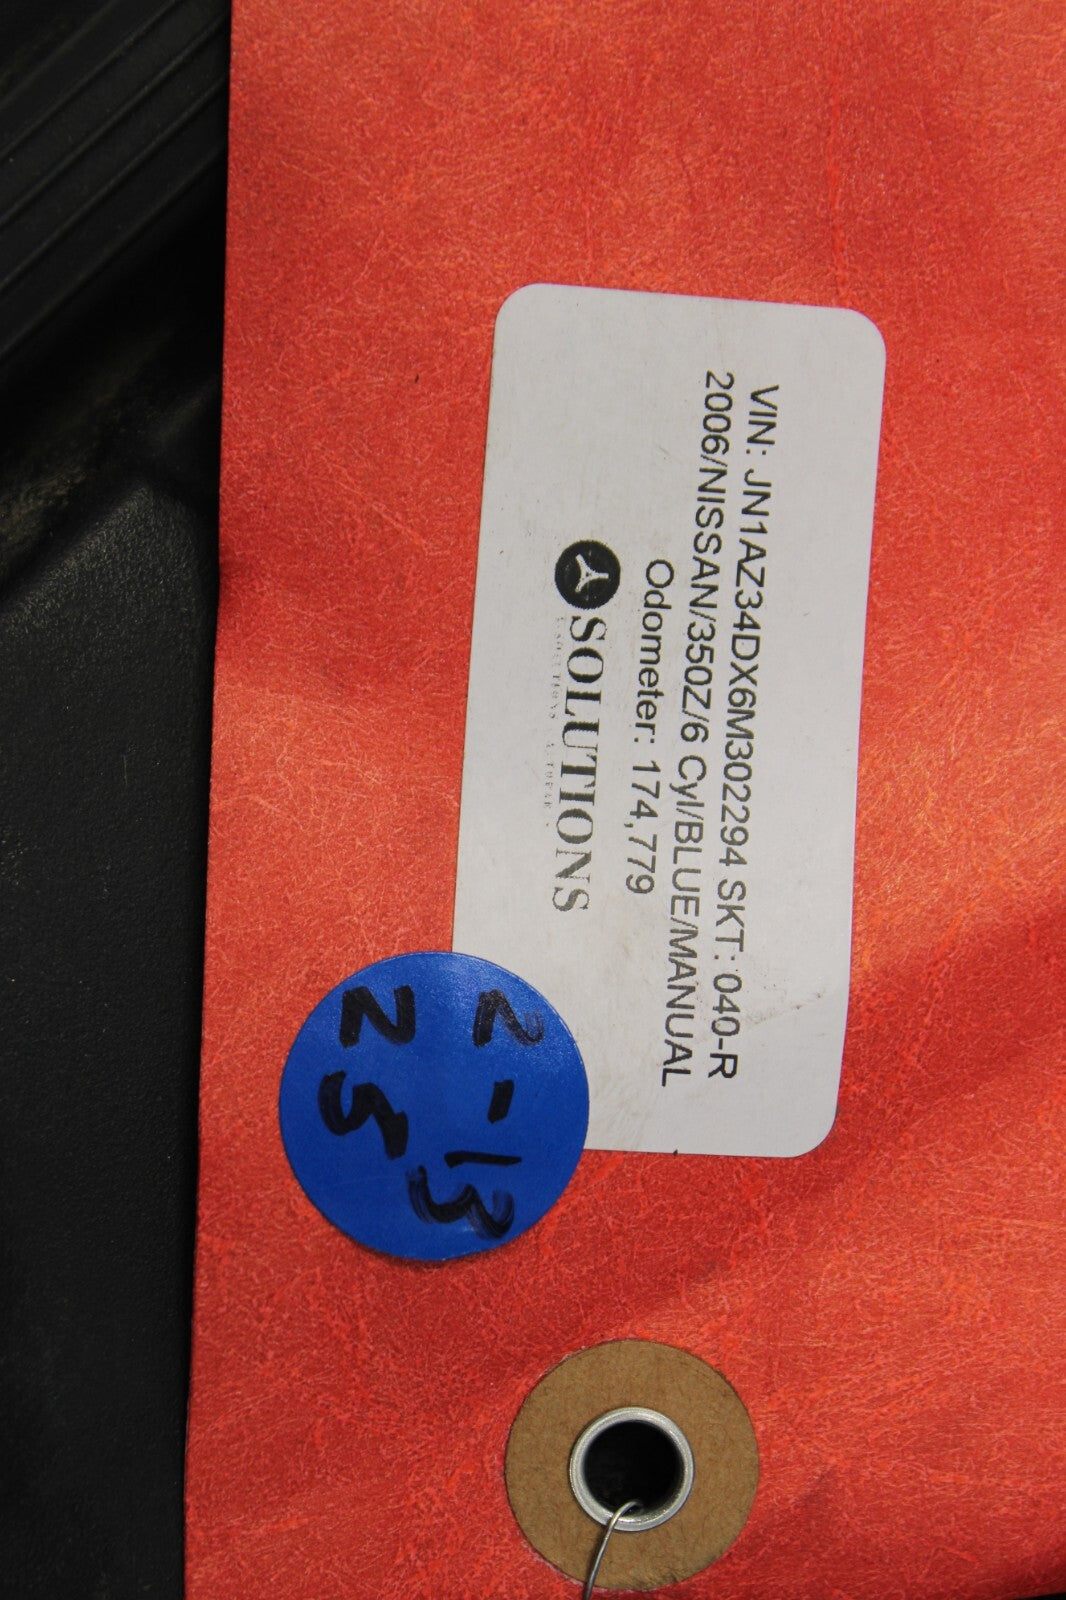 VIN: JN1AZ34DX6M302294 SKT: 040-R
2006/NISSAN/350Z/6 Cyl/BLUE/MANUAL
Odometer: 174,779
SOLUTIONS
2-13
25